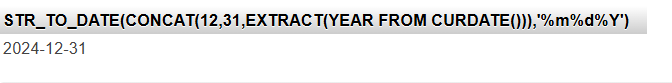 STR_TO_DATE(CONCAT(12,31,EXTRACT(YEAR FROM CURDATE())),'%m%d%Y')
2024-12-31